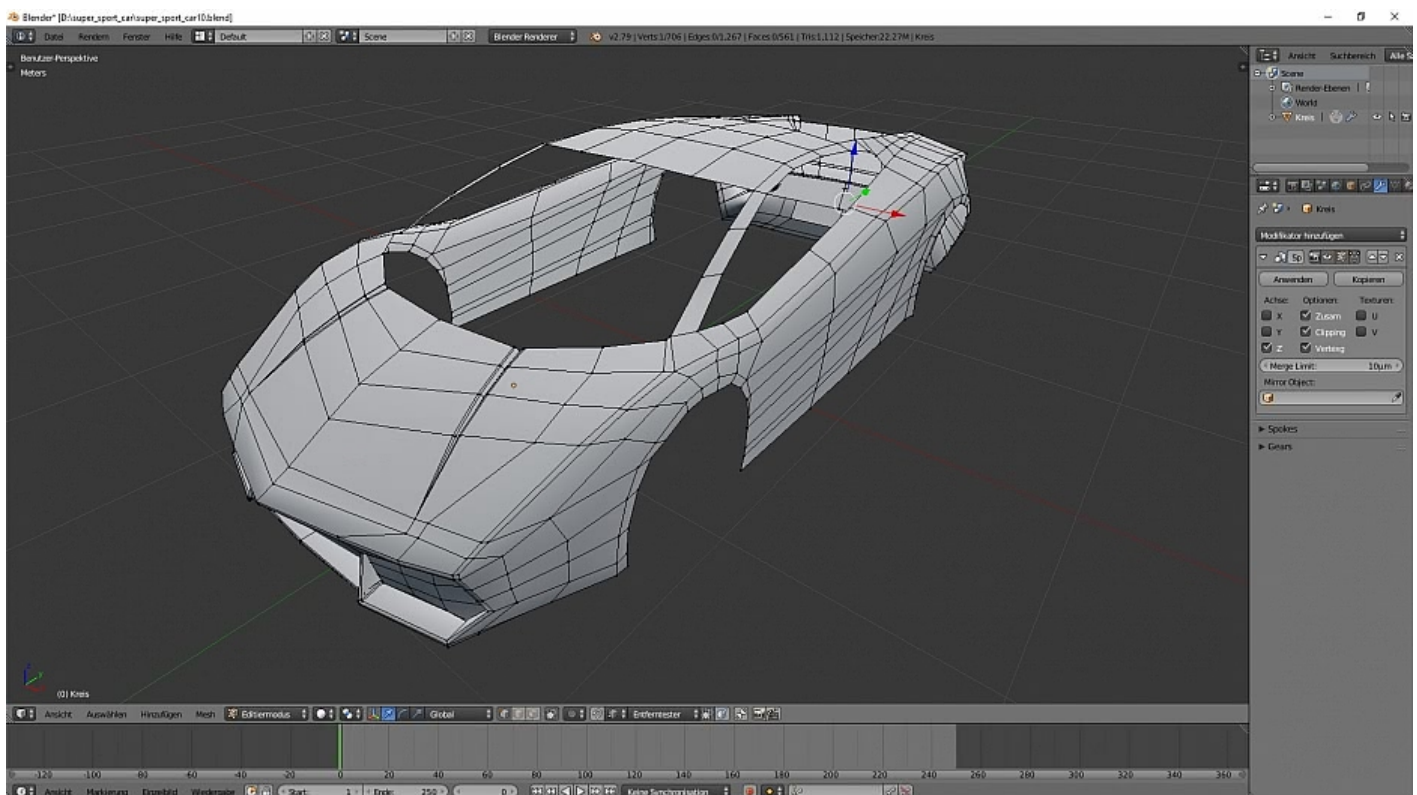 Blender* [D:\super_sport_car\super_sport_car10.blend]
Datei Rendern Fenster Hilfe Default Scene Blender Renderer v2.79 | Verts:1/706 | Edges:0/1,267 | Faces:0/561 | Tris:1,112 | Speicher:22.27M | Kreis
Benutzer-Perspektive
Meters
Ansicht Suchbereich Alle S
Scene
Render-Ebenen
World
Kreis
Kreis
Modifikator hinzufügen
Sp
Anwenden Kopieren
Achse: Optionen: Texturen:
X Zusam U
Y Clipping V
Z Vertexg
Merge Limit: 10µm
Mirror Object:
Spokes
Gears
z
y
(0) Kreis
Ansicht Auswählen Hinzufügen Mesh Editiermodus Global Entferntester
-120 -100 -80 -60 -40 -20 0 20 40 60 80 100 120 140 160 180 200 220 240 260 280 300 320 340 360
Ansicht Markierung Einzelbild Wiedergabe Start: 1 Ende: 250 0 Keine Synchronisation